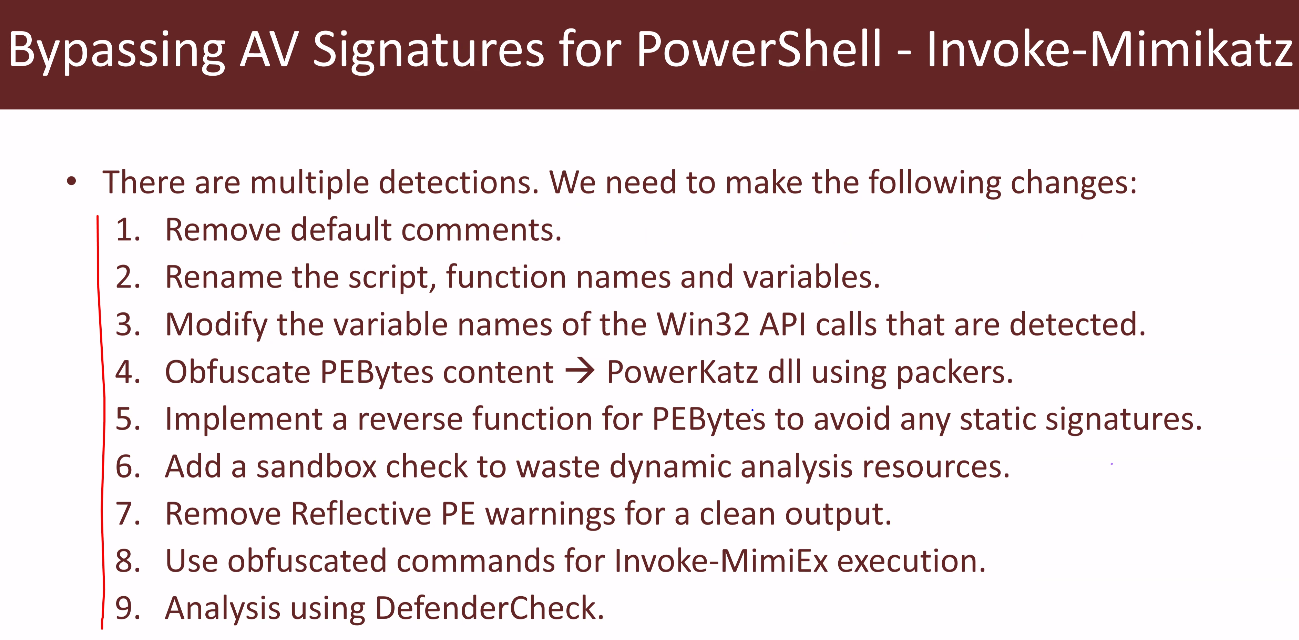 Bypassing AV Signatures for PowerShell - Invoke-Mimikatz
• There are multiple detections. We need to make the following changes:
1. Remove default comments.
2. Rename the script, function names and variables.
3. Modify the variable names of the Win32 API calls that are detected.
4. Obfuscate PEBytes content → PowerKatz dll using packers.
5. Implement a reverse function for PEBytes to avoid any static signatures.
6. Add a sandbox check to waste dynamic analysis resources.
7. Remove Reflective PE warnings for a clean output.
8. Use obfuscated commands for Invoke-MimiEx execution.
9. Analysis using DefenderCheck.